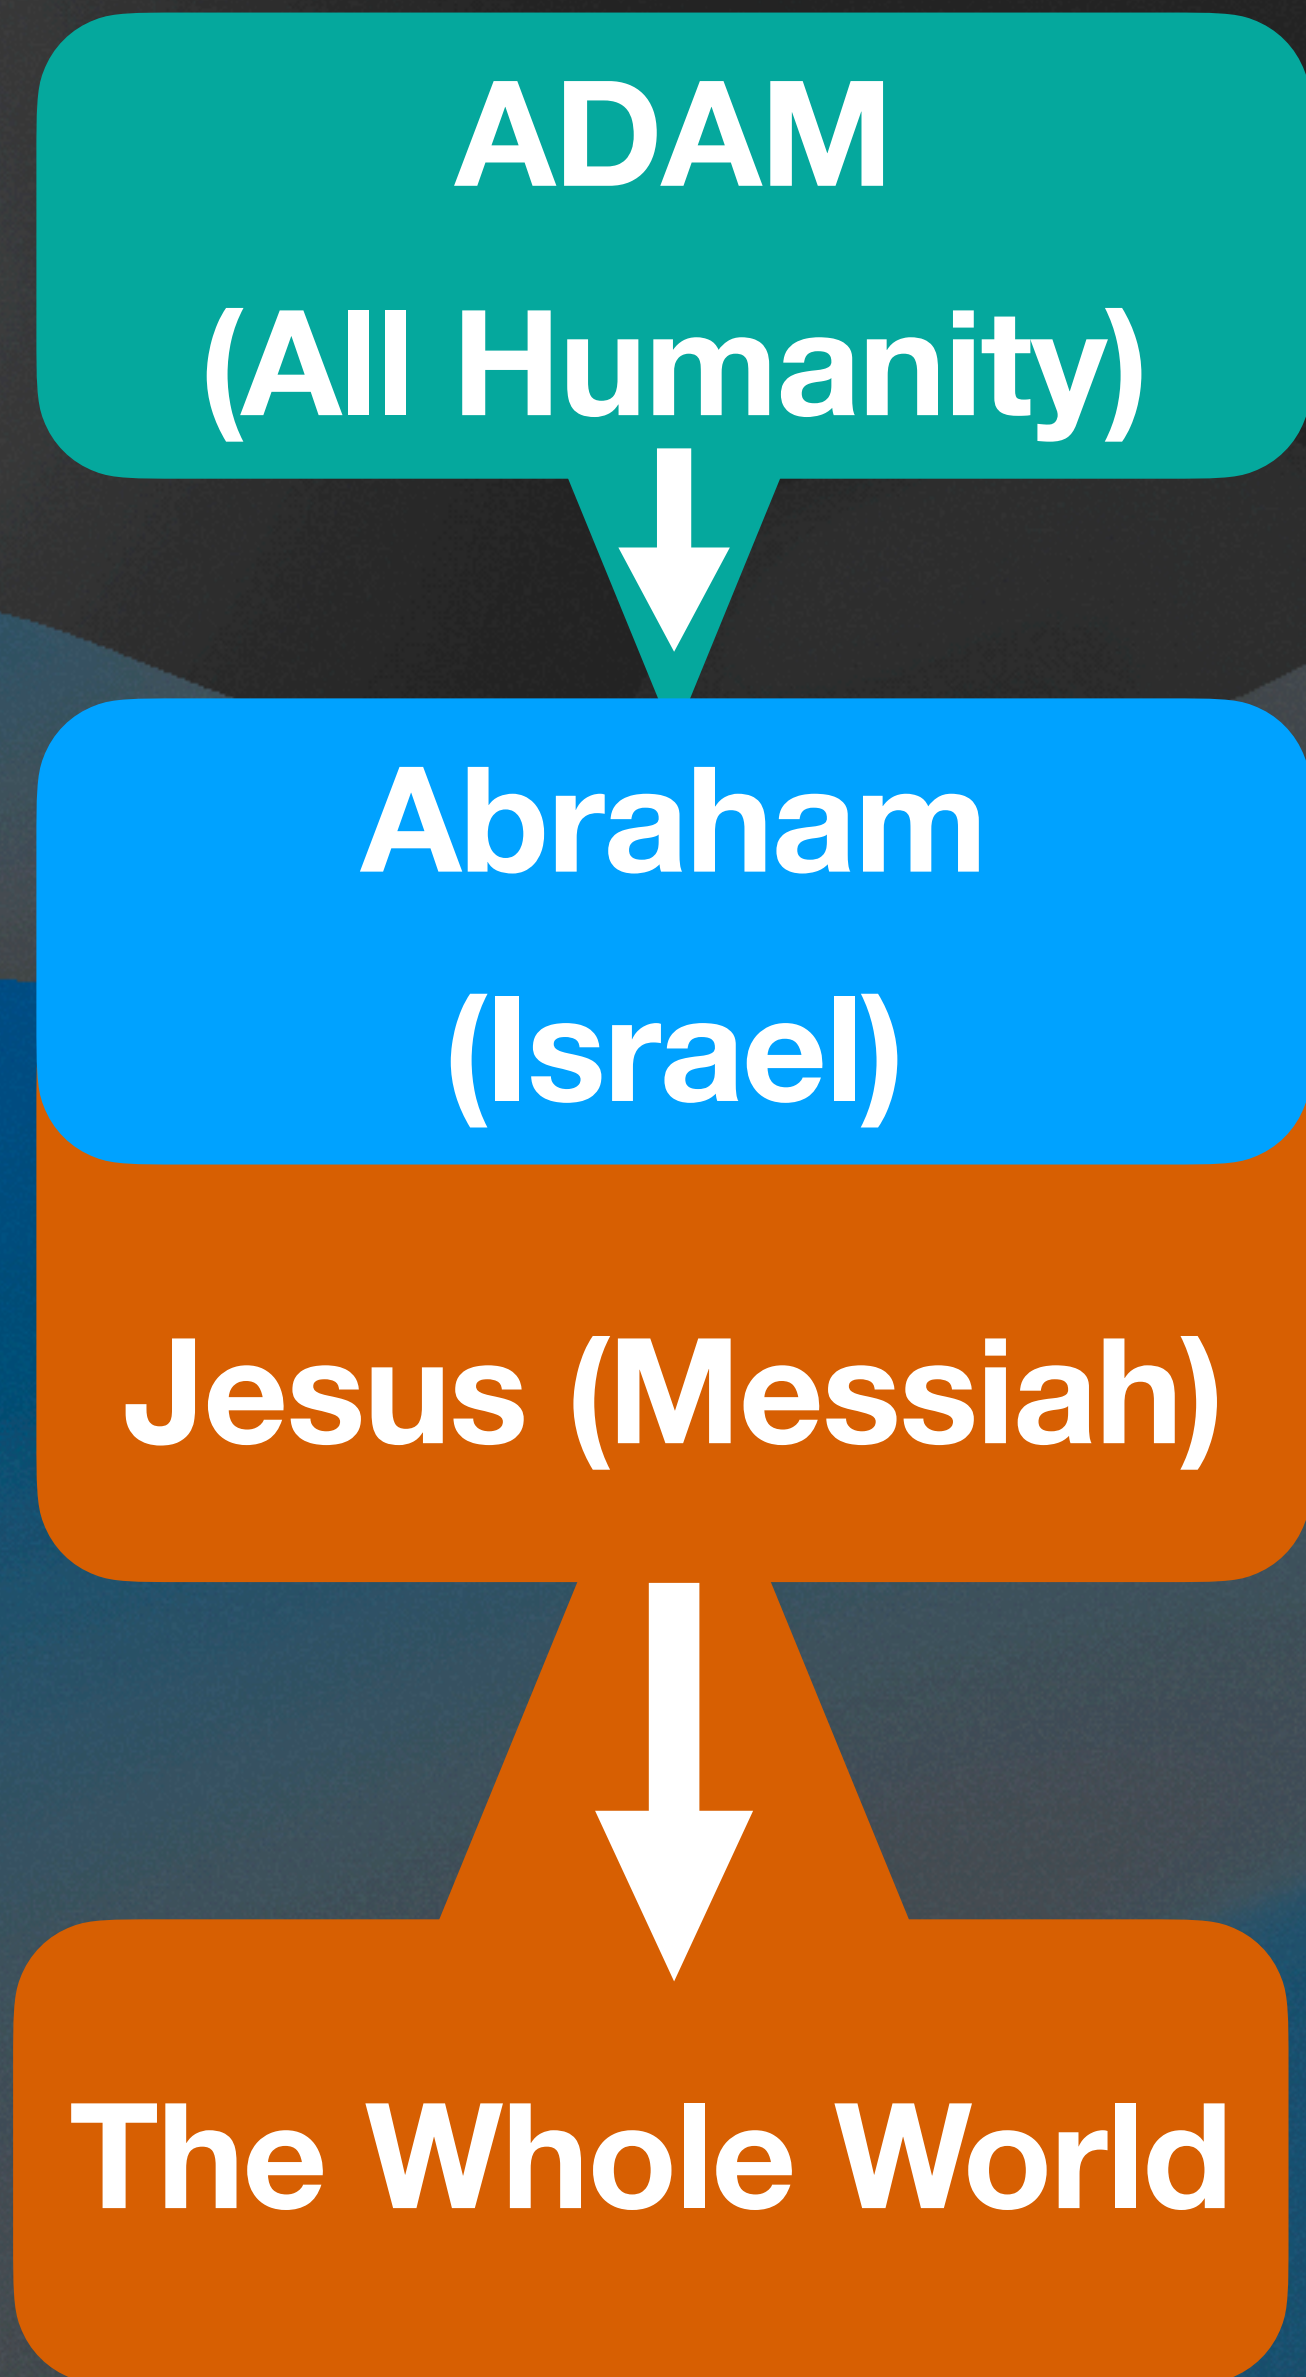 ADAM
(All Humanity)
Abraham
(Israel)
Jesus (Messiah)
The Whole World